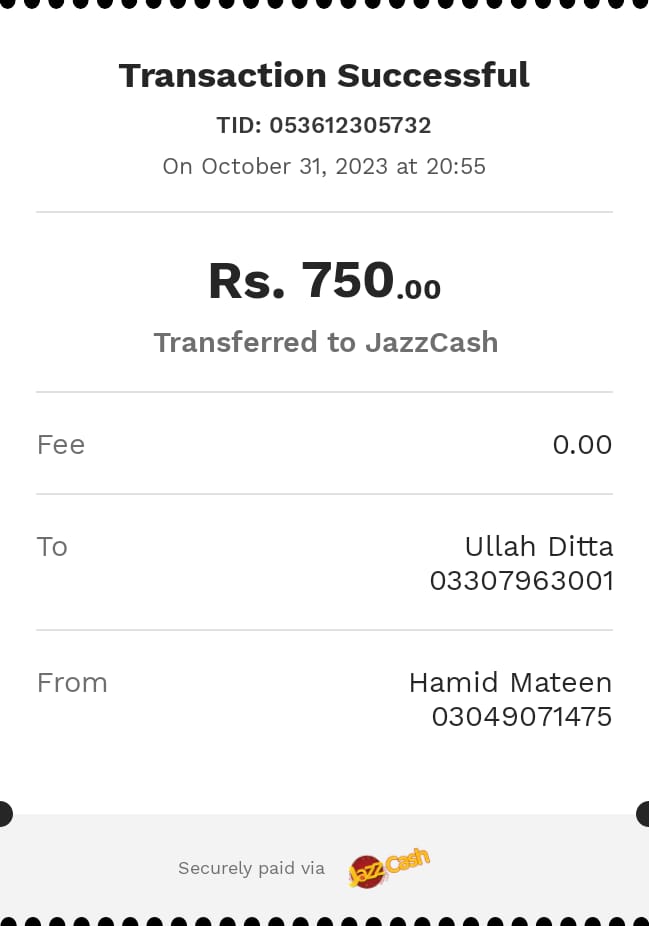 Transaction Successful
TID: 053612305732
On October 31, 2023 at 20:55
Rs. 750.00
Transferred to JazzCash
Fee 0.00
To Ullah Ditta
03307963001
From Hamid Mateen
03049071475
Securely paid via JazzCash